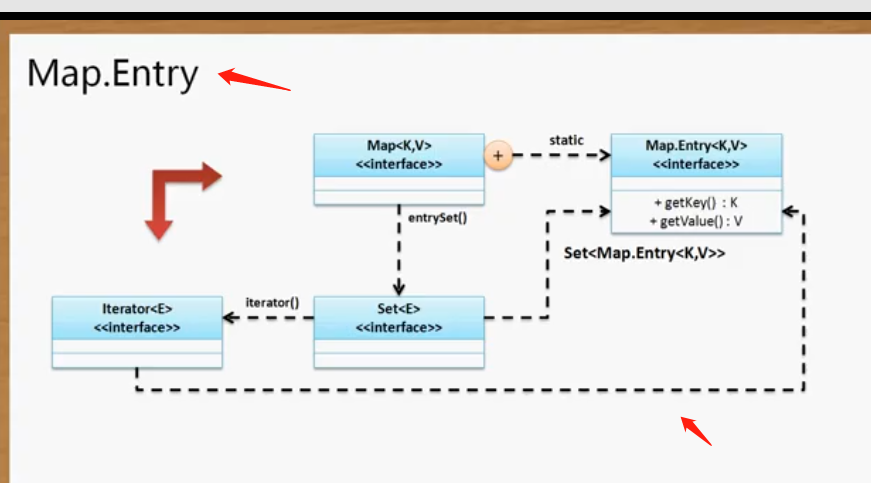 Map.Entry
Map<K,V>
<<interface>>
+
static
Map.Entry<K,V>
<<interface>>
+ getKey() : K
+ getValue() : V
entrySet()
Set<Map.Entry<K,V>>
Iterator<E>
<<interface>>
iterator()
Set<E>
<<interface>>